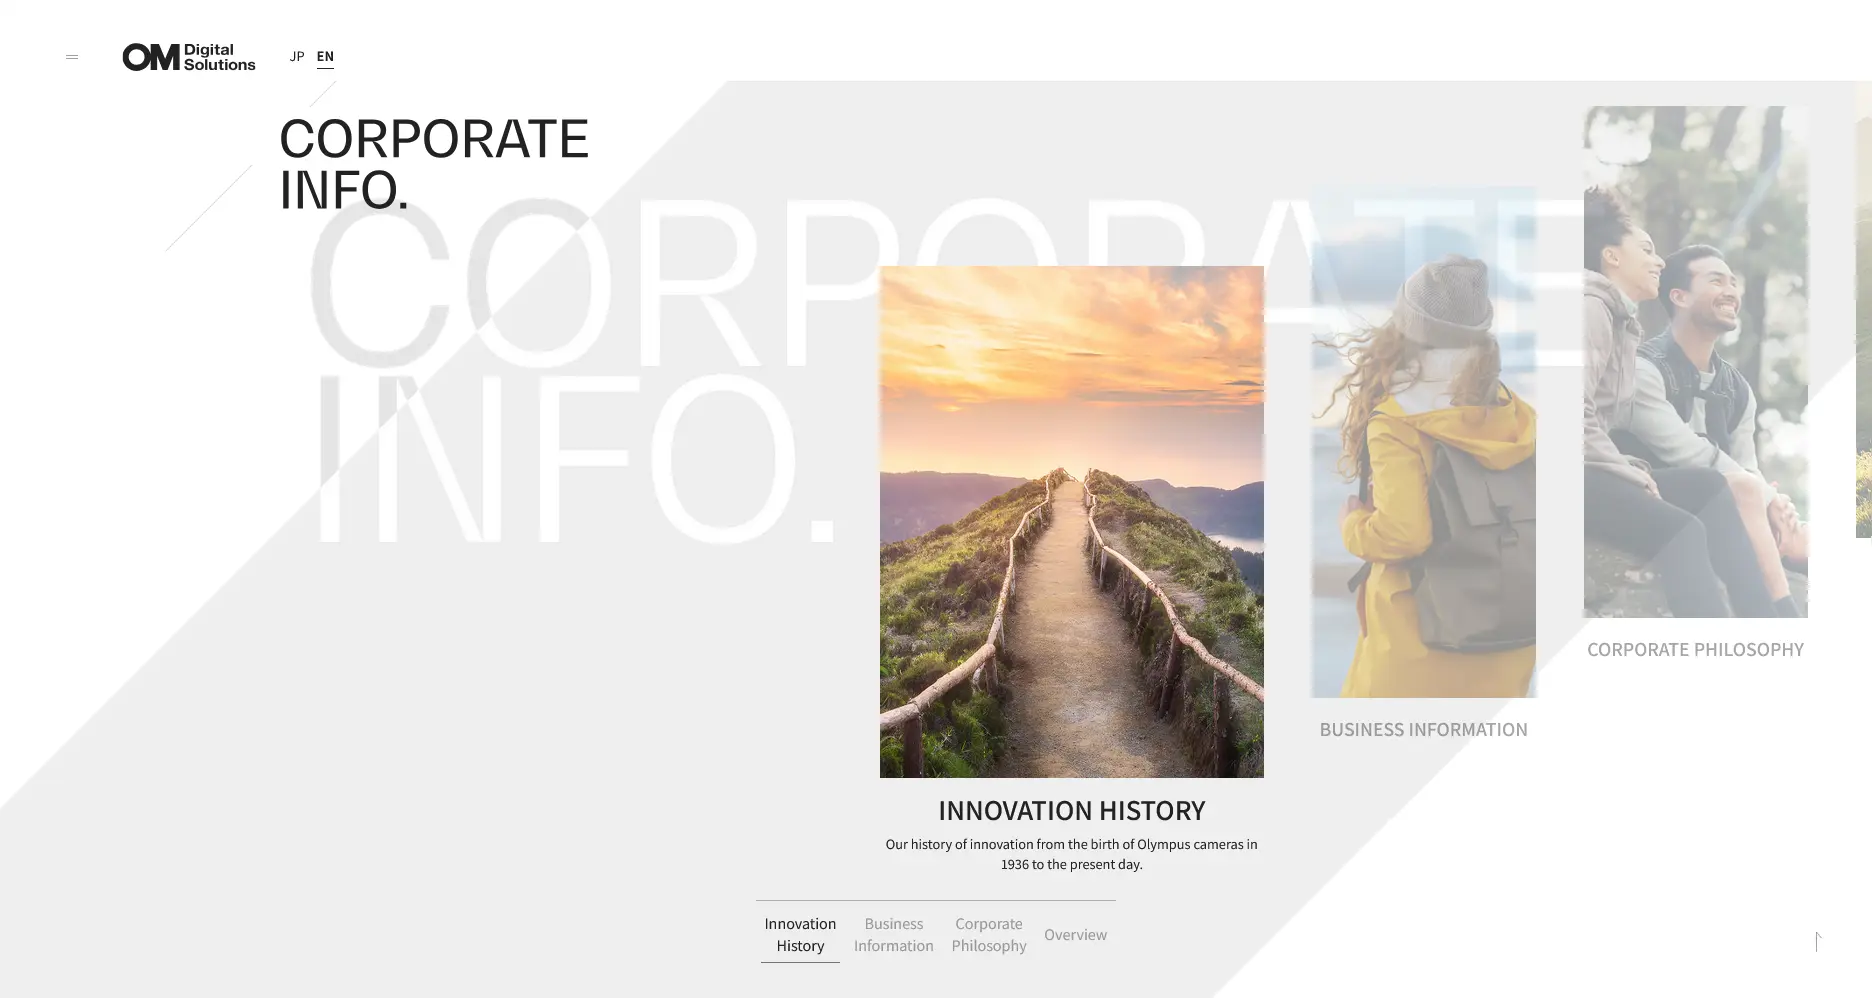 OM Digital
Solutions
JP EN
CORPORATE
INFO.
CORPORATE
INFO.
INNOVATION HISTORY
Our history of innovation from the birth of Olympus cameras in
1936 to the present day.
BUSINESS INFORMATION
CORPORATE PHILOSOPHY
Innovation
History
Business
Information
Corporate
Philosophy
Overview